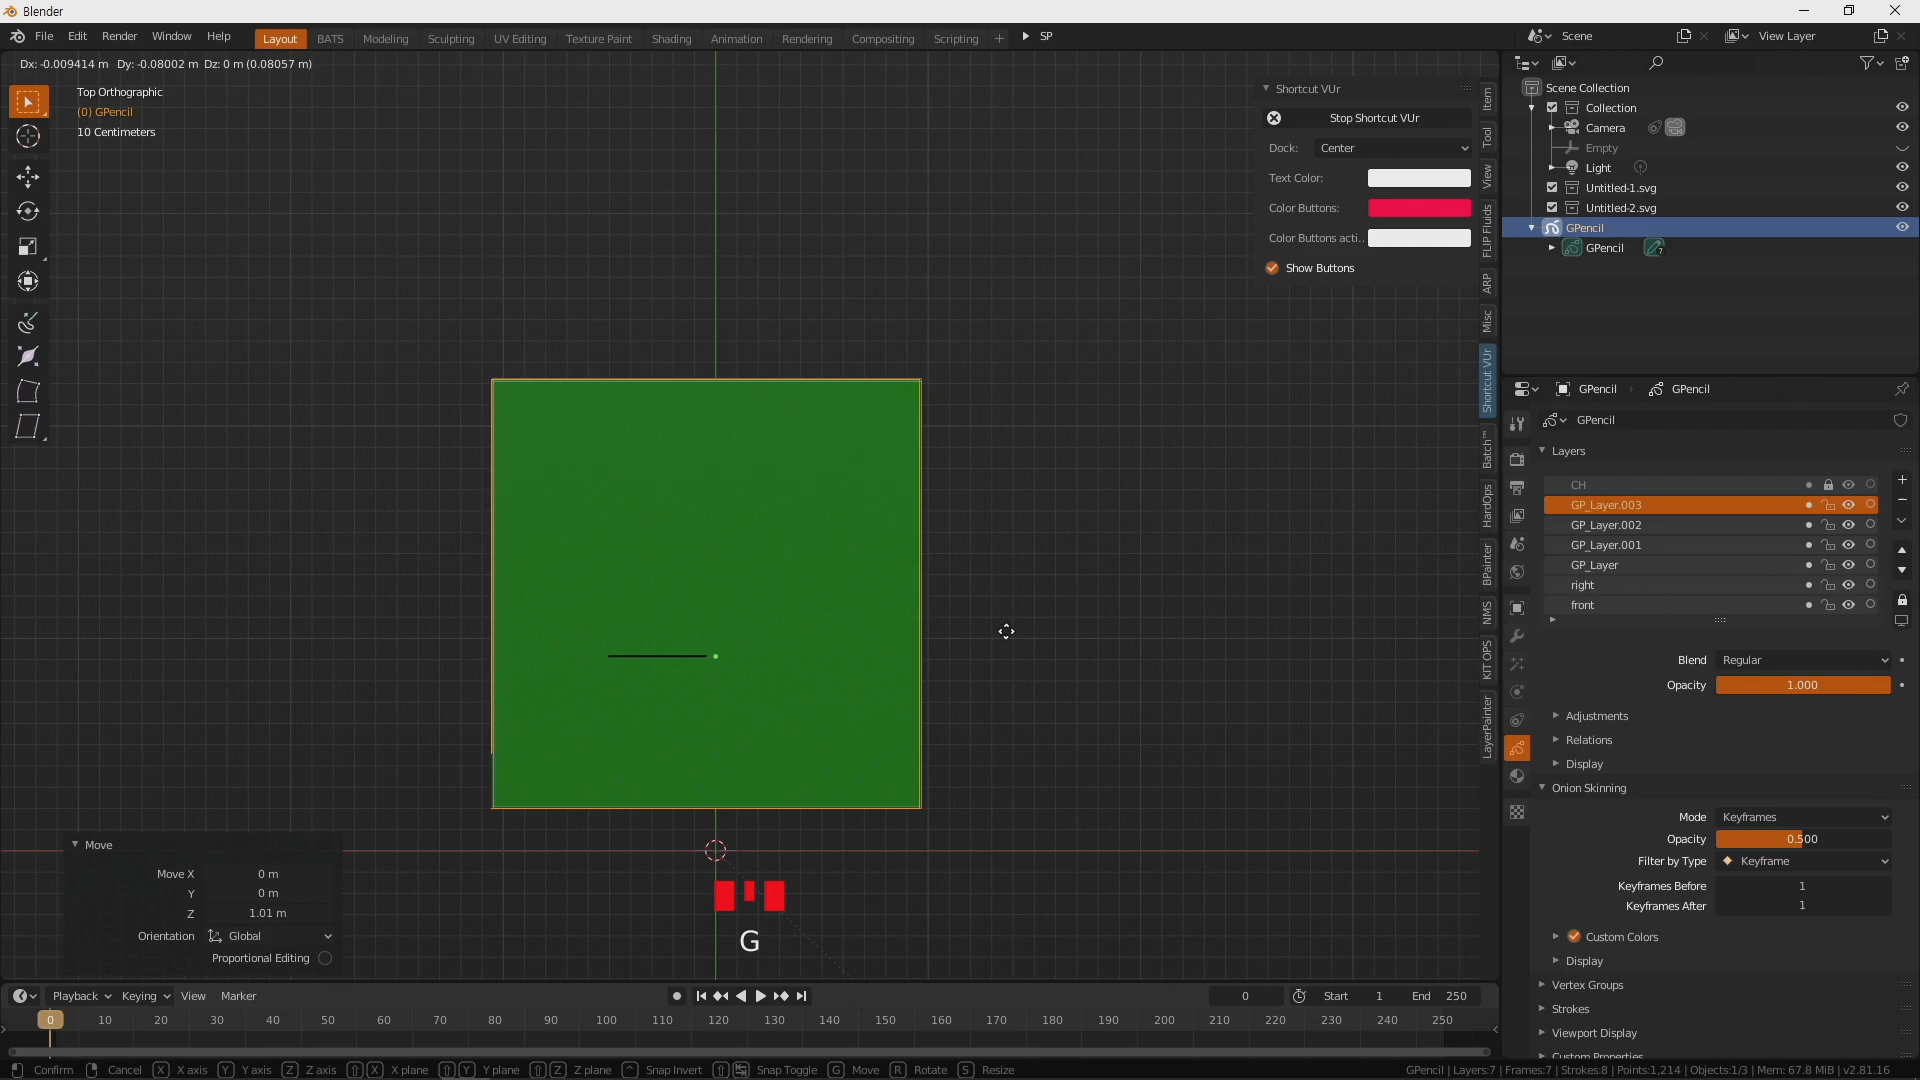 Blender
File Edit Render Window Help Layout BATS Modeling Sculpting UV Editing Texture Paint Shading Animation Rendering Compositing Scripting + SP Scene View Layer
Dx: -0.009414 m Dy: -0.08002 m Dz: 0 m (0.08057 m)
Top Orthographic
(0) GPencil
10 Centimeters
Shortcut VUr
Stop Shortcut VUr
Dock: Center
Text Color:
Color Buttons:
Color Buttons acti..
Show Buttons
Item
Tool
View
FLIP Fluids
ARP
Misc
Shortcut VUr
Batch™
HardOps
BPainter
NMS
KIT OPS
LayerPainter
Scene Collection
Collection
Camera
Empty
Light
Untitled-1.svg
Untitled-2.svg
GPencil
GPencil 7
GPencil GPencil
GPencil
Layers
CH
GP_Layer.003
GP_Layer.002
GP_Layer.001
GP_Layer
right
front
Blend Regular
Opacity 1.000
Adjustments
Relations
Display
Onion Skinning
Mode Keyframes
Opacity 0.500
Filter by Type Keyframe
Keyframes Before 1
Keyframes After 1
Custom Colors
Display
Vertex Groups
Strokes
Viewport Display
Custom Properties
Move
Move X 0 m
Y 0 m
Z 1.01 m
Orientation Global
Proportional Editing
G
Playback Keying View Marker 0 Start 1 End 250
0 10 20 30 40 50 60 70 80 90 100 110 120 130 140 150 160 170 180 190 200 210 220 230 240 250
Confirm Cancel X X axis Y Y axis Z Z axis X X plane Y Y plane Z Z plane Snap Invert Snap Toggle G Move R Rotate S Resize GPencil | Layers:7 | Frames:7 | Strokes:8 | Points:1,214 | Objects:1/3 | Mem: 67.8 MiB | v2.81.16